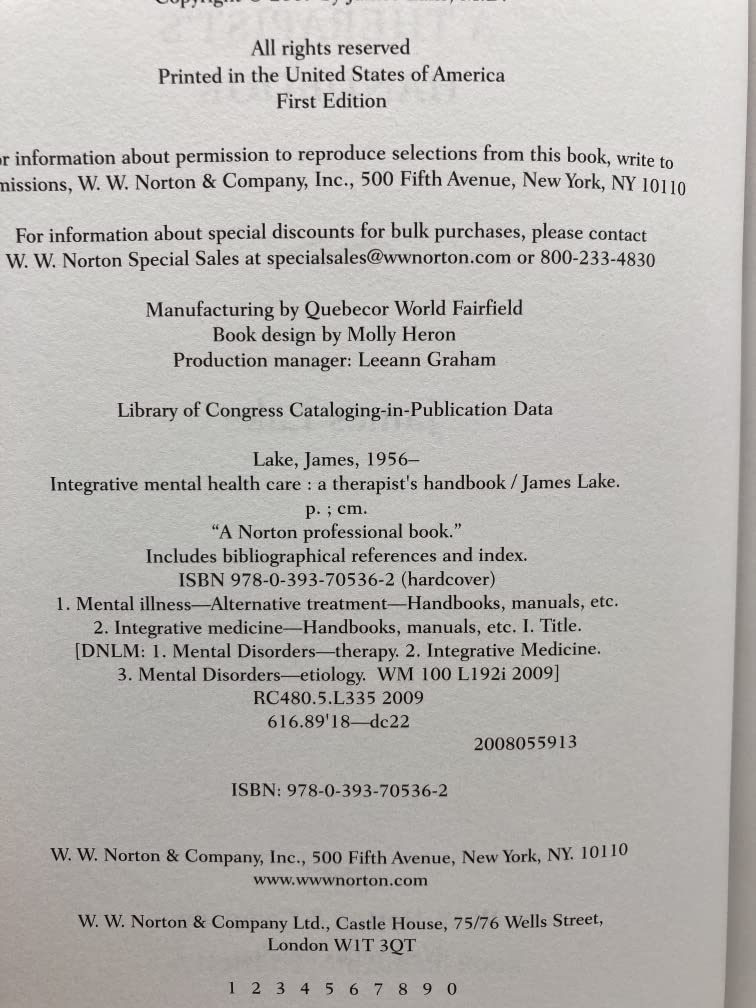 All rights reserved
Printed in the United States of America
First Edition
information about permission to reproduce selections from this book, write to
W. W. Norton & Company, Inc., 500 Fifth Avenue, New York, NY 10110
For information about special discounts for bulk purchases, please contact
W. W. Norton Special Sales at specialsales@wwnorton.com or 800-233-4830
Manufacturing by Quebecor World Fairfield
Book design by Molly Heron
Production manager: Leeann Graham
Library of Congress Cataloging-in-Publication Data
Lake, James, 1956–
Integrative mental health care : a therapist's handbook / James Lake.
p. ; cm.
“A Norton professional book.”
Includes bibliographical references and index.
ISBN 978-0-393-70536-2 (hardcover)
1. Mental illness—Alternative treatment—Handbooks, manuals, etc.
2. Integrative medicine—Handbooks, manuals, etc. I. Title.
[DNLM: 1. Mental Disorders—therapy. 2. Integrative Medicine.
3. Mental Disorders—etiology. WM 100 L192i 2009]
RC480.5.L335 2009
616.89'18—dc22
2008055913
ISBN: 978-0-393-70536-2
W. W. Norton & Company, Inc., 500 Fifth Avenue, New York, NY. 10110
www.wwwnorton.com
W. W. Norton & Company Ltd., Castle House, 75/76 Wells Street,
London W1T 3QT
1 2 3 4 5 6 7 8 9 0